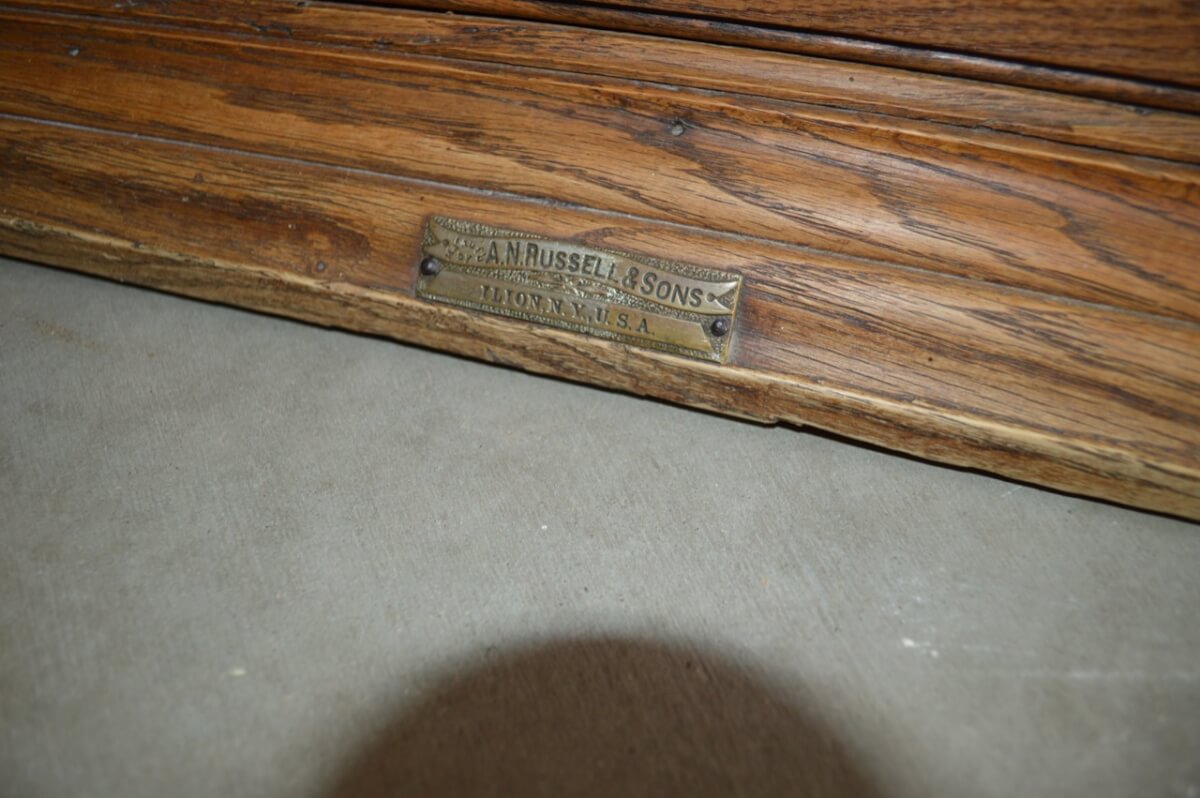 A.N. RUSSELL & SONS
ILION, N.Y., U.S.A.